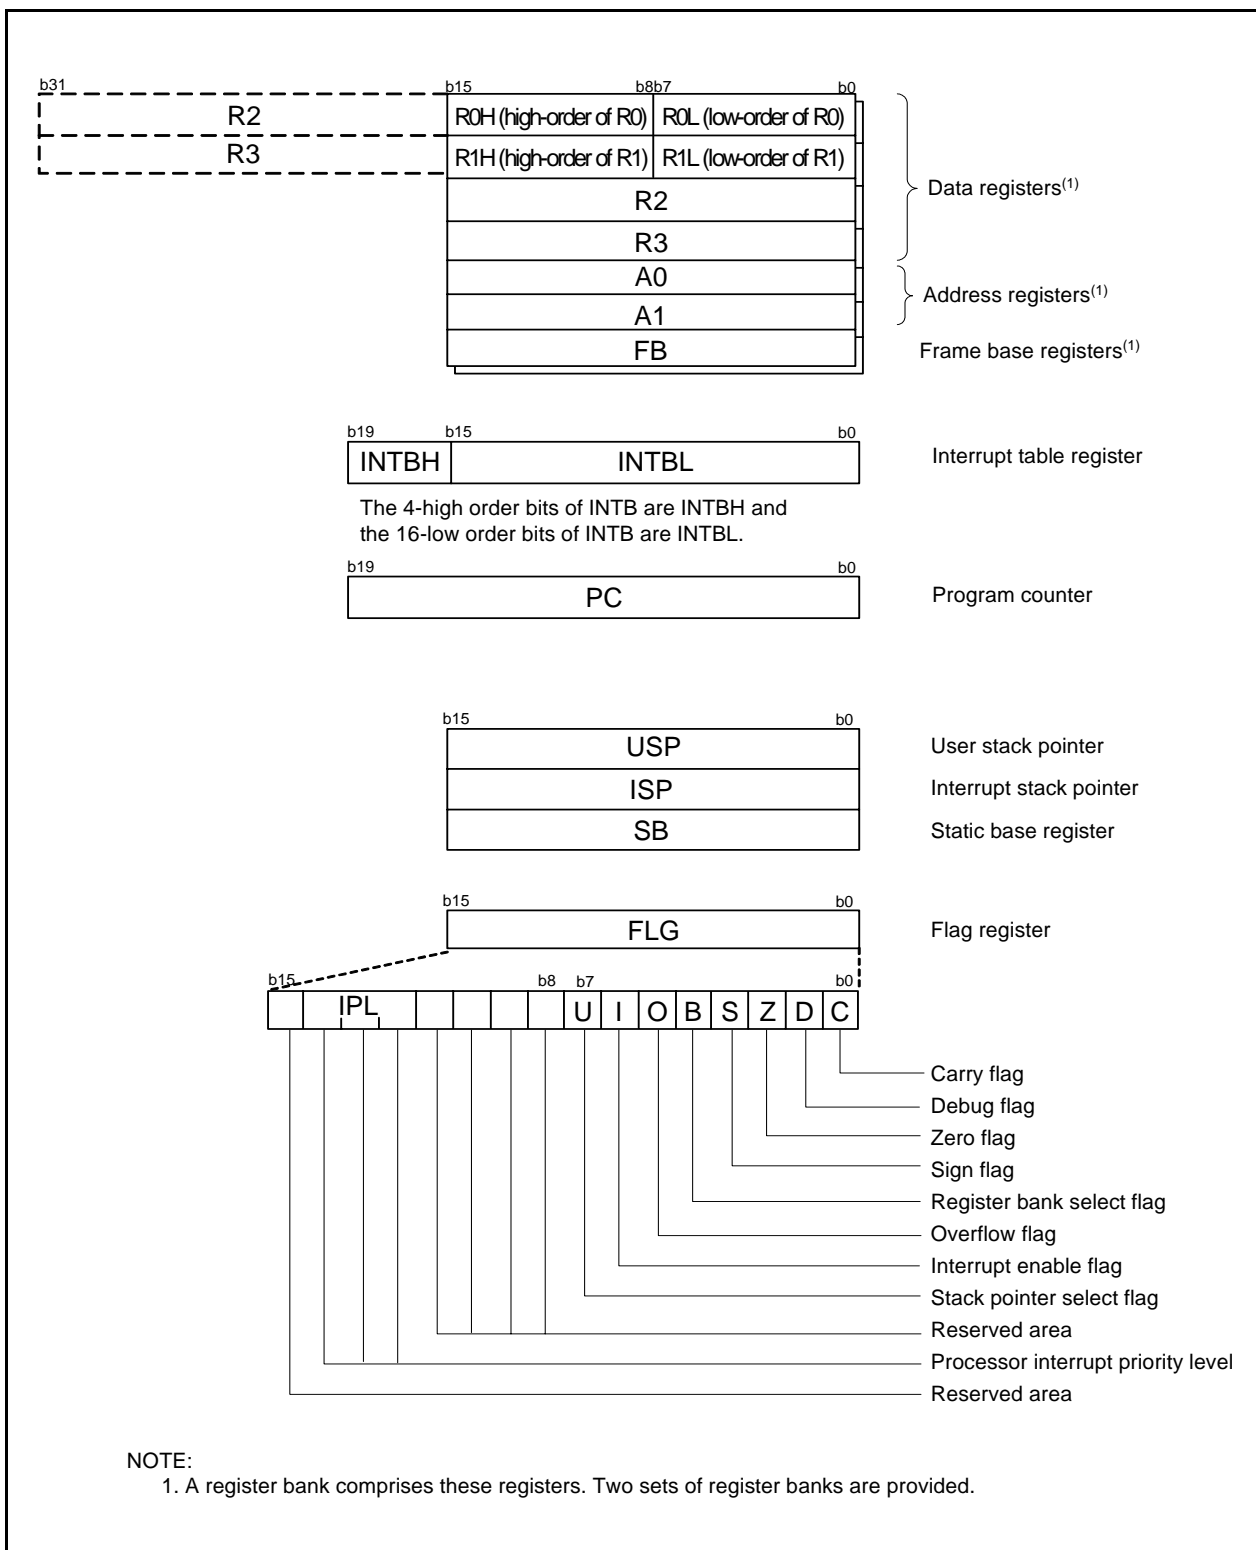 b31 b15 b8b7 b0
R2 R0H (high-order of R0) R0L (low-order of R0)
R3 R1H (high-order of R1) R1L (low-order of R1)
R2
Data registers(1)
R3
A0
Address registers(1)
A1
FB Frame base registers(1)
b19 b15 b0
INTBH INTBL Interrupt table register
The 4-high order bits of INTB are INTBH and
the 16-low order bits of INTB are INTBL.
b19 b0
PC Program counter
b15 b0
USP User stack pointer
ISP Interrupt stack pointer
SB Static base register
b15 b0
FLG Flag register
b15 b8 b7 b0
IPL U I O B S Z D C
Carry flag
Debug flag
Zero flag
Sign flag
Register bank select flag
Overflow flag
Interrupt enable flag
Stack pointer select flag
Reserved area
Processor interrupt priority level
Reserved area
NOTE:
1. A register bank comprises these registers. Two sets of register banks are provided.